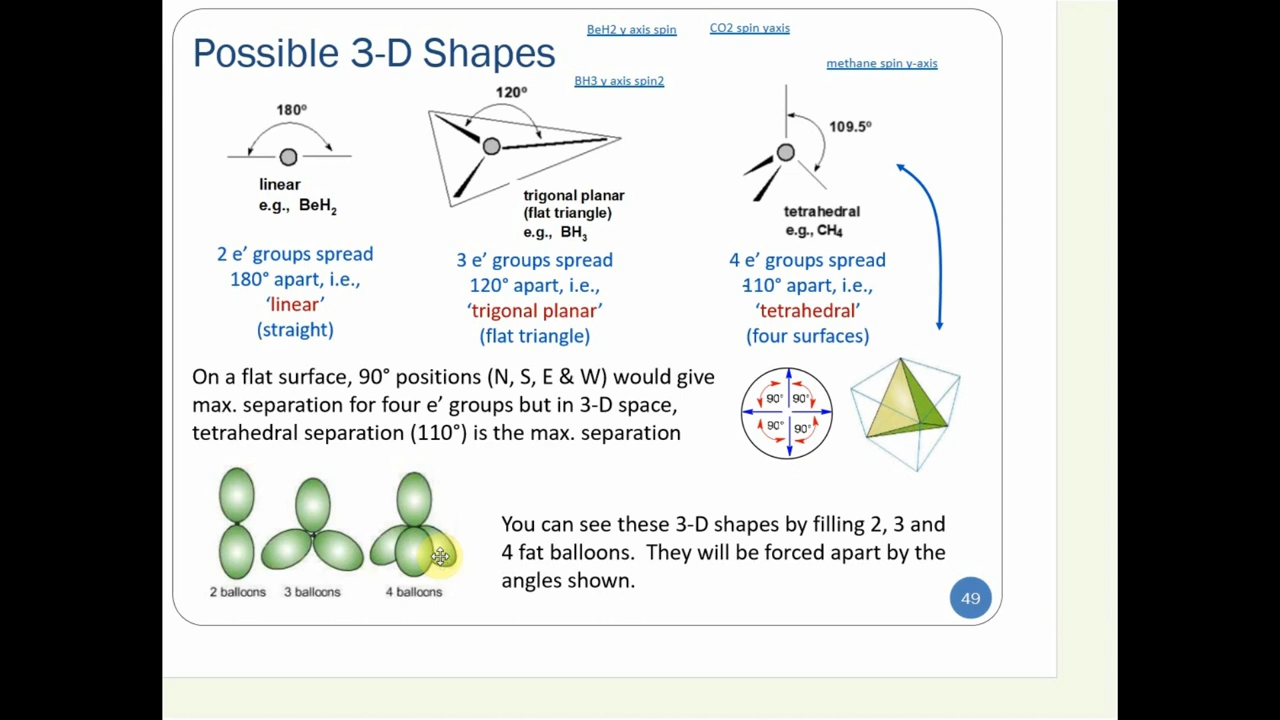 Possible 3-D Shapes
BeH2 y axis spin
CO2 spin yaxis
methane spin y-axis
BH3 y axis spin2
180º
linear
e.g., BeH₂
120º
trigonal planar
(flat triangle)
e.g., BH₃
109.5º
tetrahedral
e.g., CH₄
2 e’ groups spread
180° apart, i.e.,
‘linear’
(straight)
3 e’ groups spread
120° apart, i.e.,
‘trigonal planar’
(flat triangle)
4 e’ groups spread
110° apart, i.e.,
‘tetrahedral’
(four surfaces)
On a flat surface, 90° positions (N, S, E & W) would give
max. separation for four e’ groups but in 3-D space,
tetrahedral separation (110°) is the max. separation
90° 90°
90° 90°
2 balloons 3 balloons 4 balloons
You can see these 3-D shapes by filling 2, 3 and
4 fat balloons. They will be forced apart by the
angles shown.
49